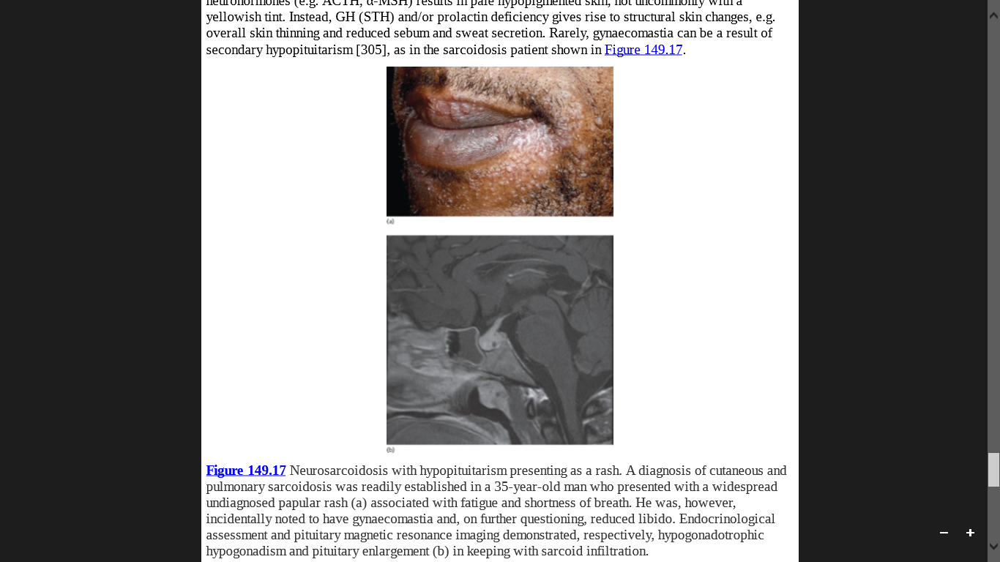 neurohormones (e.g. ACTH, α-MSH) results in pale hypopigmented skin, not uncommonly with a
yellowish tint. Instead, GH (STH) and/or prolactin deficiency gives rise to structural skin changes, e.g.
overall skin thinning and reduced sebum and sweat secretion. Rarely, gynaecomastia can be a result of
secondary hypopituitarism [305], as in the sarcoidosis patient shown in Figure 149.17.
(a)
(b)
Figure 149.17 Neurosarcoidosis with hypopituitarism presenting as a rash. A diagnosis of cutaneous and
pulmonary sarcoidosis was readily established in a 35-year-old man who presented with a widespread
undiagnosed papular rash (a) associated with fatigue and shortness of breath. He was, however,
incidentally noted to have gynaecomastia and, on further questioning, reduced libido. Endocrinological
assessment and pituitary magnetic resonance imaging demonstrated, respectively, hypogonadotrophic
hypogonadism and pituitary enlargement (b) in keeping with sarcoid infiltration.